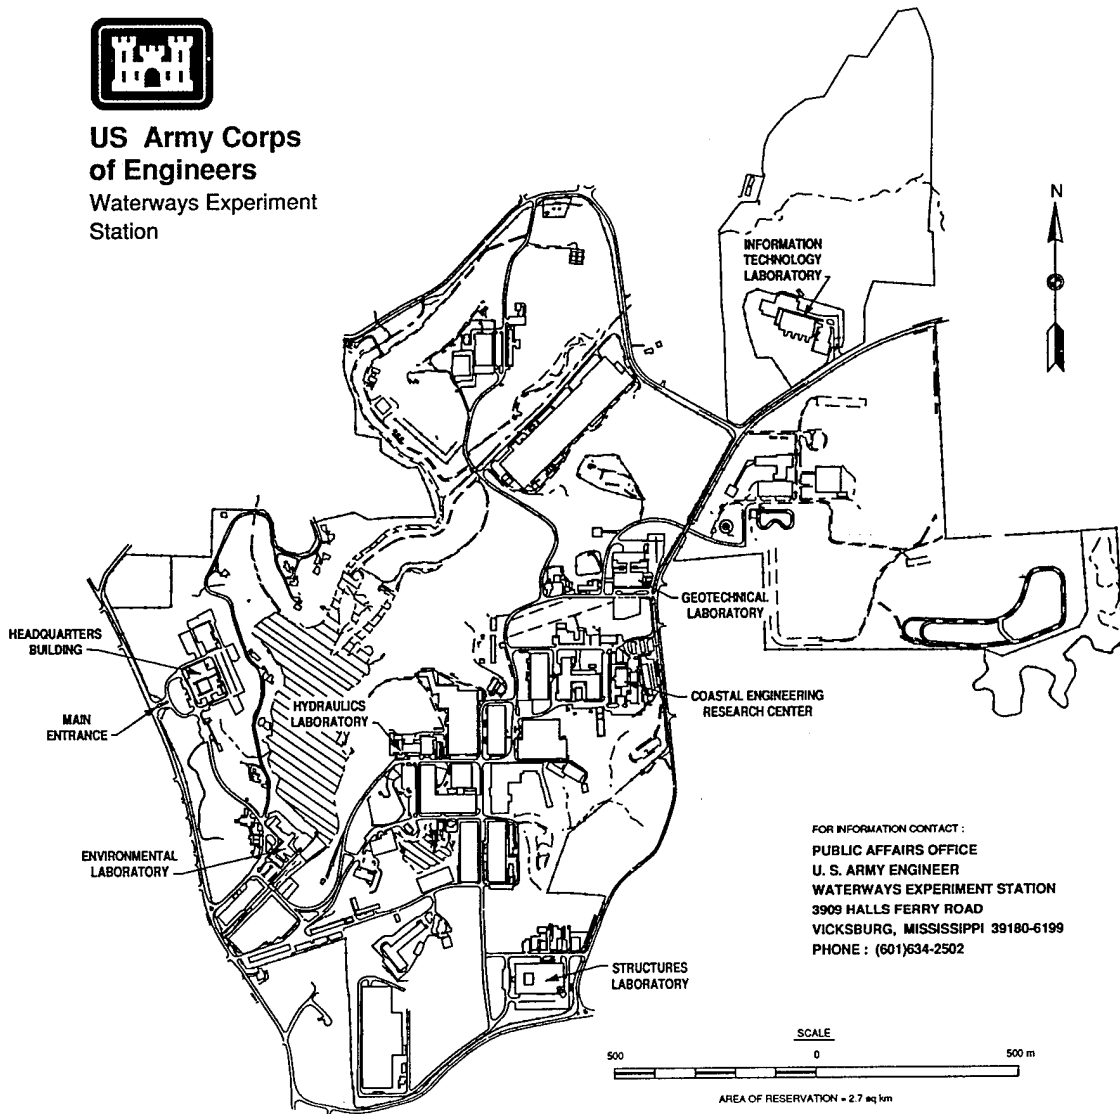 US Army Corps
of Engineers
Waterways Experiment
Station
N
INFORMATION
TECHNOLOGY
LABORATORY
GEOTECHNICAL
LABORATORY
HEADQUARTERS
BUILDING
HYDRAULICS
LABORATORY
COASTAL ENGINEERING
RESEARCH CENTER
MAIN
ENTRANCE
ENVIRONMENTAL
LABORATORY
FOR INFORMATION CONTACT :
PUBLIC AFFAIRS OFFICE
U. S. ARMY ENGINEER
WATERWAYS EXPERIMENT STATION
3909 HALLS FERRY ROAD
VICKSBURG, MISSISSIPPI 39180-6199
PHONE : (601)634-2502
STRUCTURES
LABORATORY
SCALE
500 0 500 m
AREA OF RESERVATION = 2.7 sq km